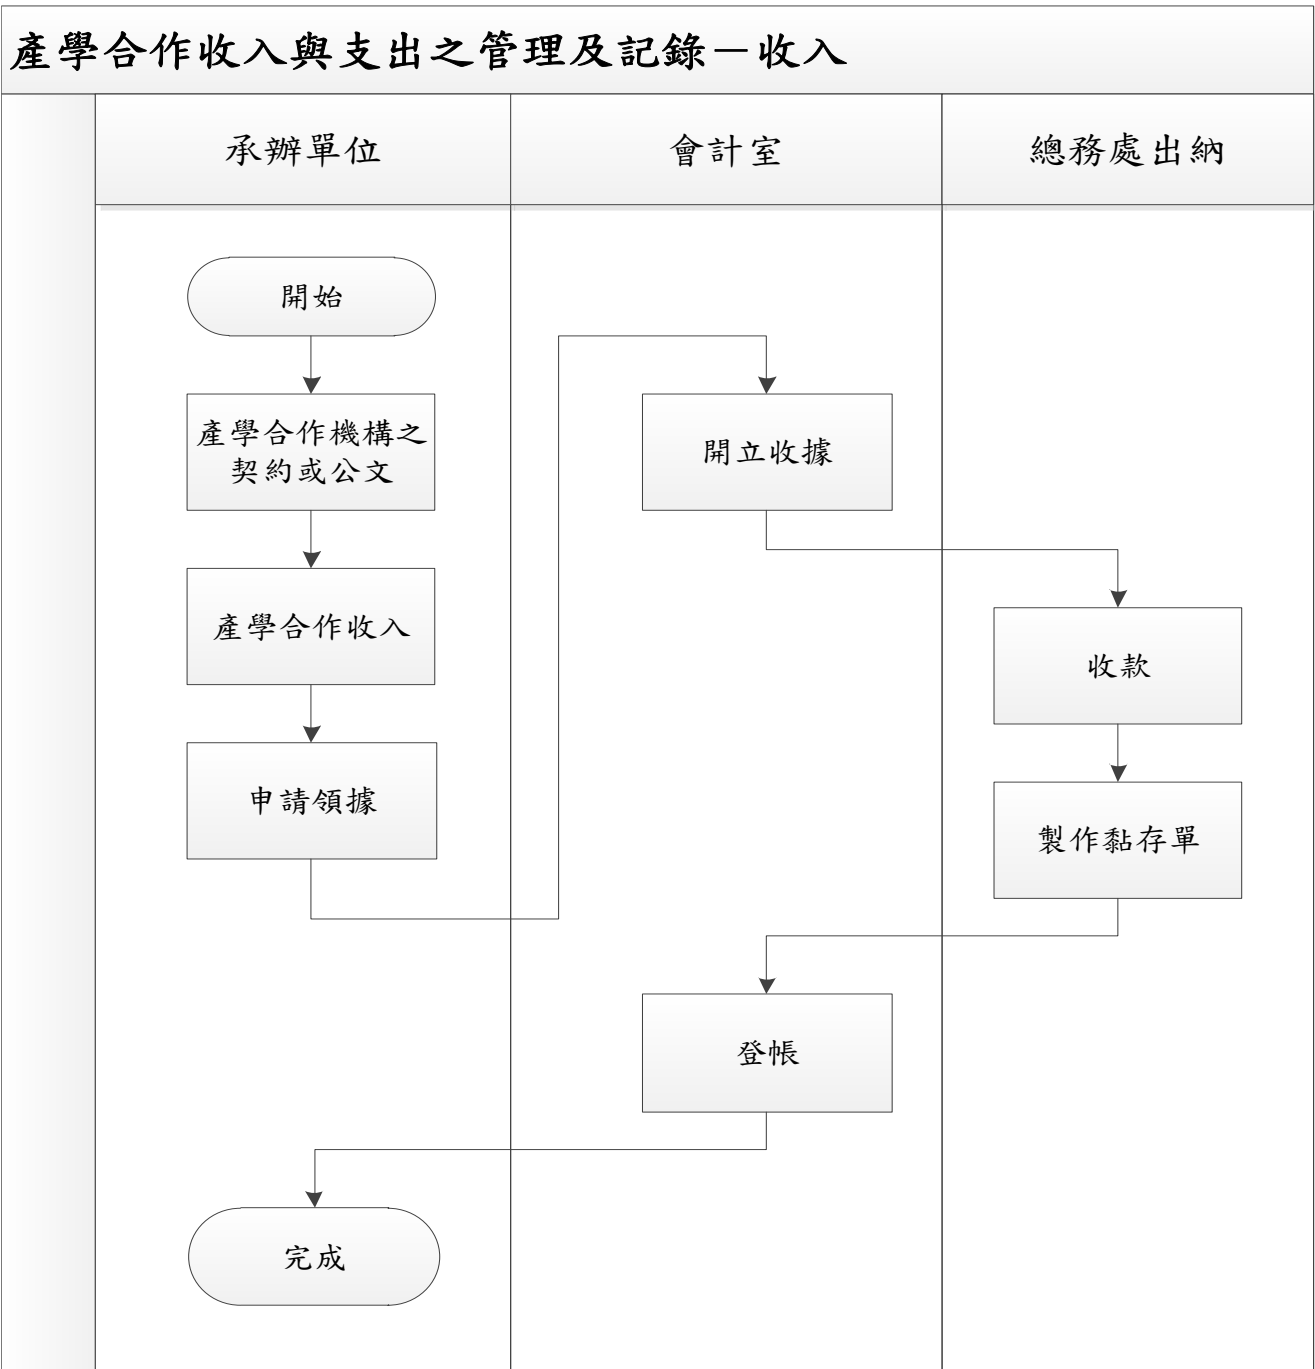 產學合作收入與支出之管理及記錄－收入
承辦單位
會計室
總務處出納
開始
產學合作機構之
契約或公文
產學合作收入
申請領據
開立收據
收款
製作黏存單
登帳
完成